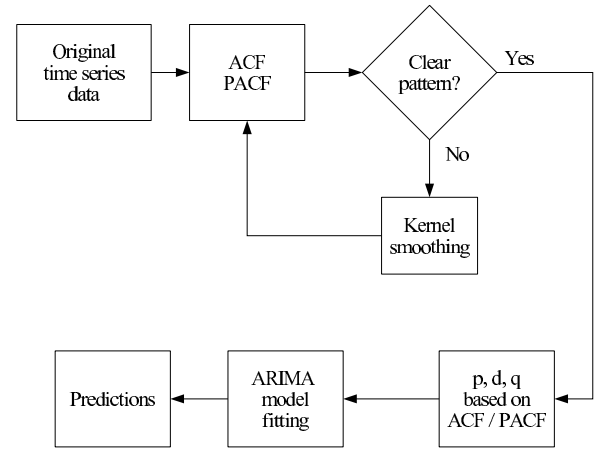 Original
time series
data
ACF
PACF
Clear
pattern?
Yes
No
Kernel
smoothing
p, d, q
based on
ACF / PACF
ARIMA
model
fitting
Predictions